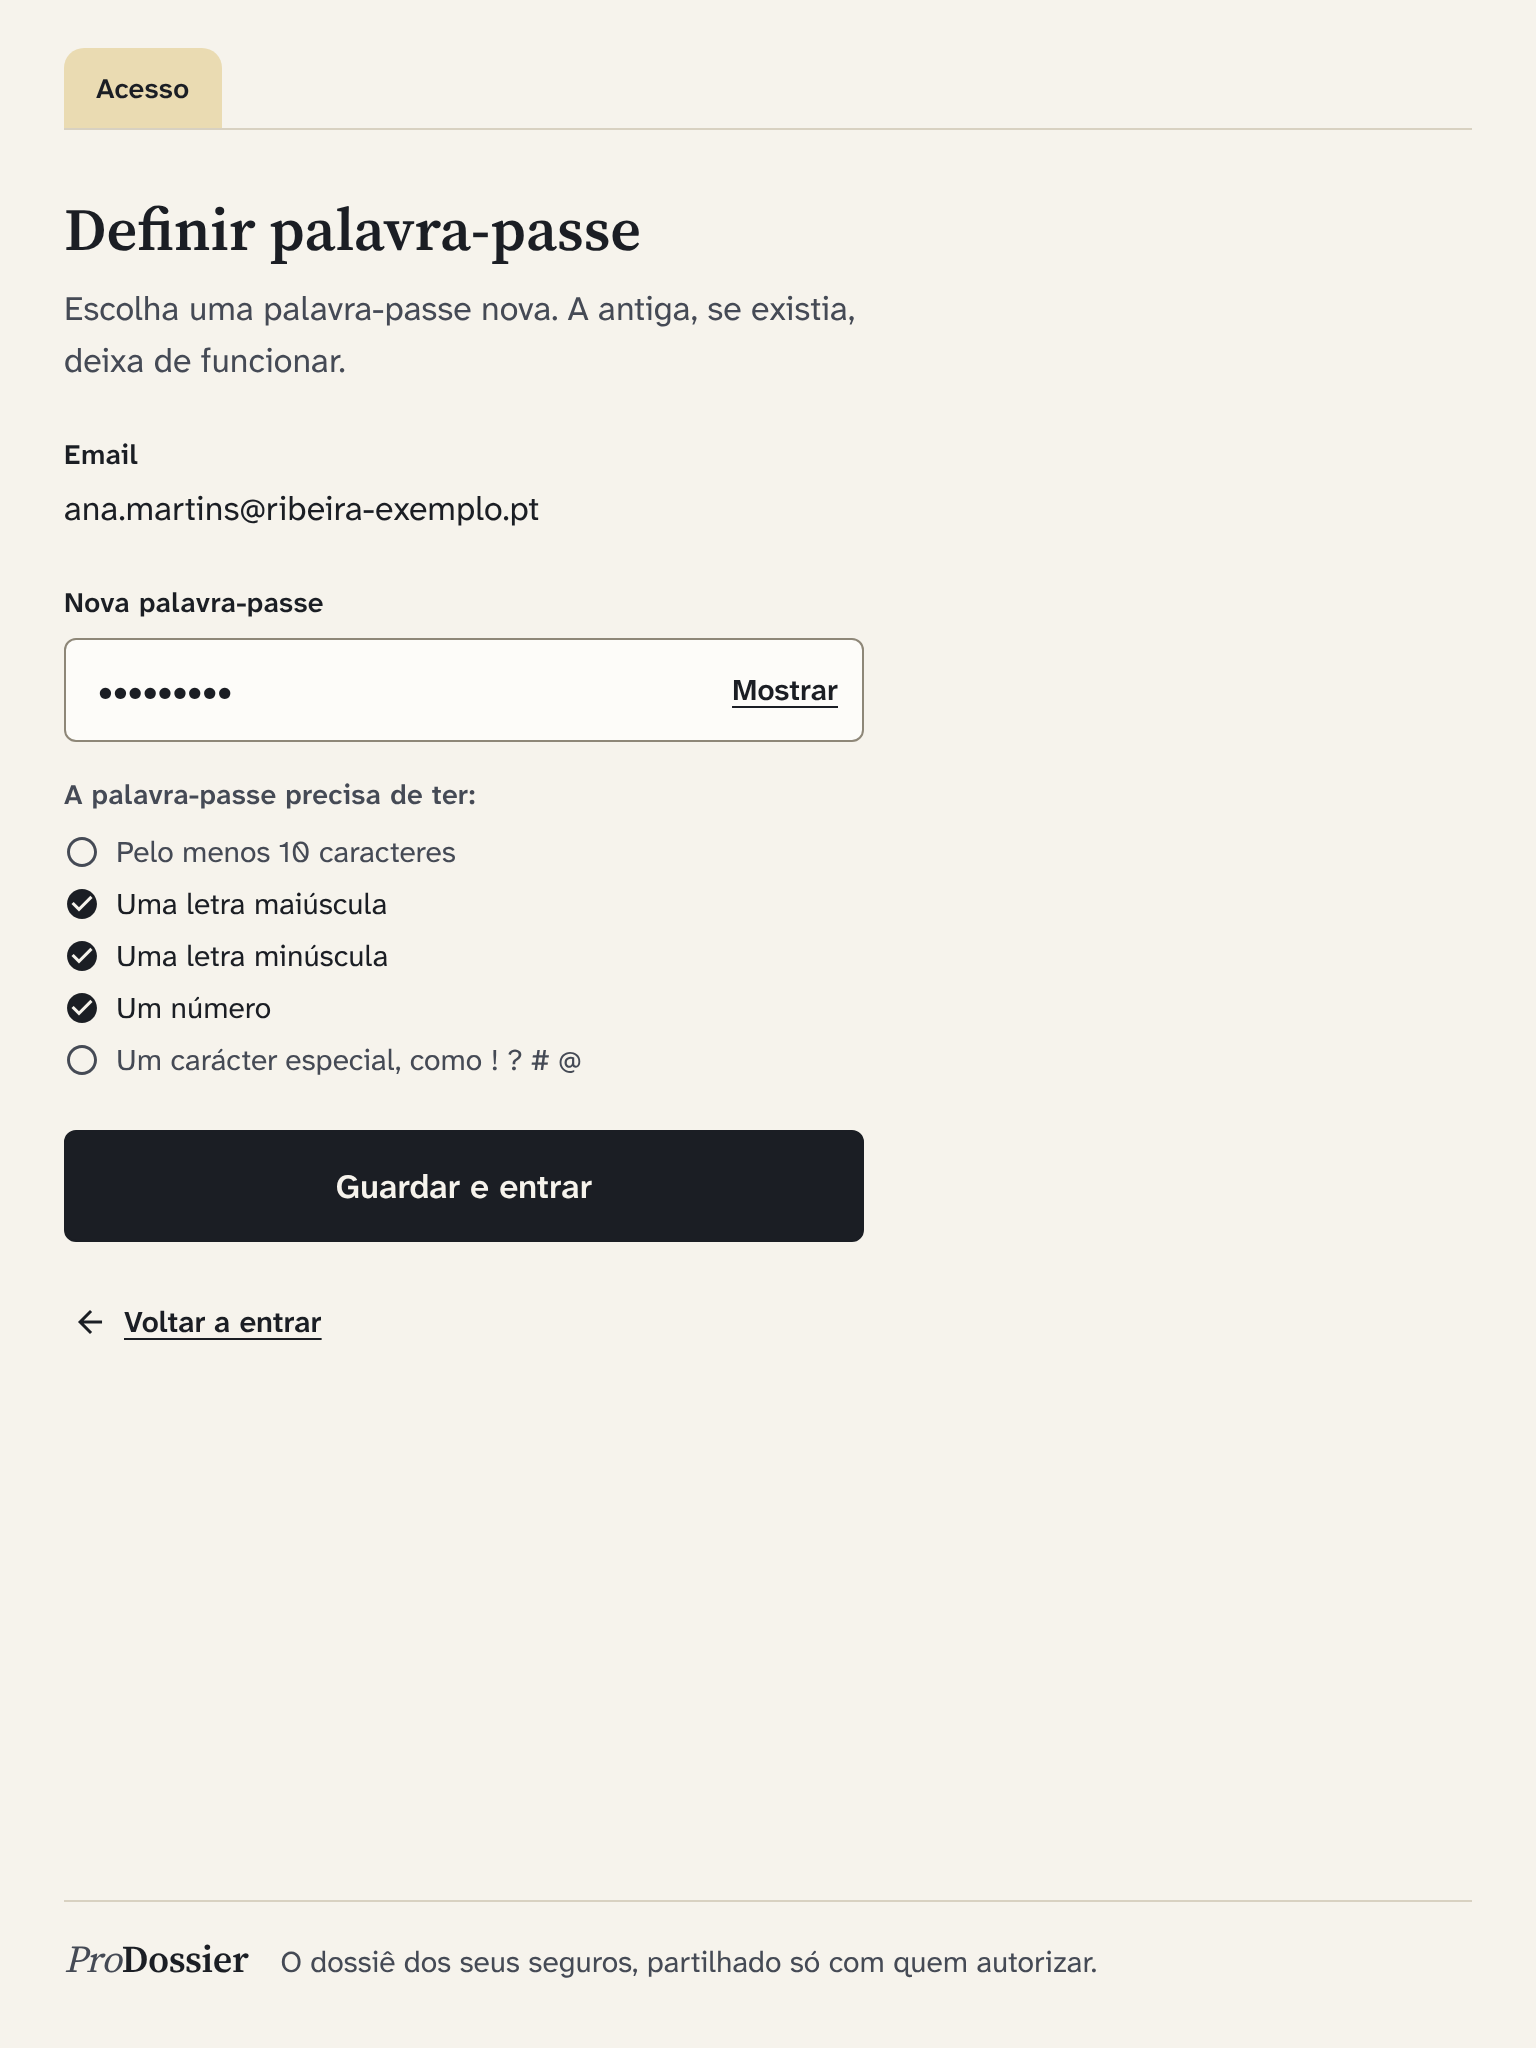 Acesso
Definir palavra-passe
Escolha uma palavra-passe nova. A antiga, se existia,
deixa de funcionar.
Email
ana.martins@ribeira-exemplo.pt
Nova palavra-passe
••••••••• Mostrar
A palavra-passe precisa de ter:
Pelo menos 10 caracteres
Uma letra maiúscula
Uma letra minúscula
Um número
Um carácter especial, como ! ? # @
Guardar e entrar
← Voltar a entrar
ProDossier O dossiê dos seus seguros, partilhado só com quem autorizar.